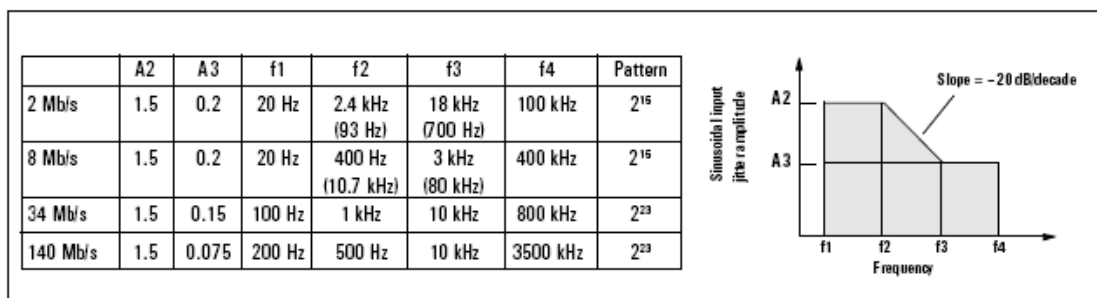 A2 A3 f1 f2 f3 f4 Pattern
2 Mb/s 1.5 0.2 20 Hz 2.4 kHz 18 kHz 100 kHz 2¹⁵
(93 Hz) (700 Hz)
8 Mb/s 1.5 0.2 20 Hz 400 Hz 3 kHz 400 kHz 2¹⁵
(10.7 kHz) (80 kHz)
34 Mb/s 1.5 0.15 100 Hz 1 kHz 10 kHz 800 kHz 2²³
140 Mb/s 1.5 0.075 200 Hz 500 Hz 10 kHz 3500 kHz 2²³
Slope = –20 dB/decade
Sinusoidal input
jitter amplitude
A2
A3
f1 f2 f3 f4
Frequency